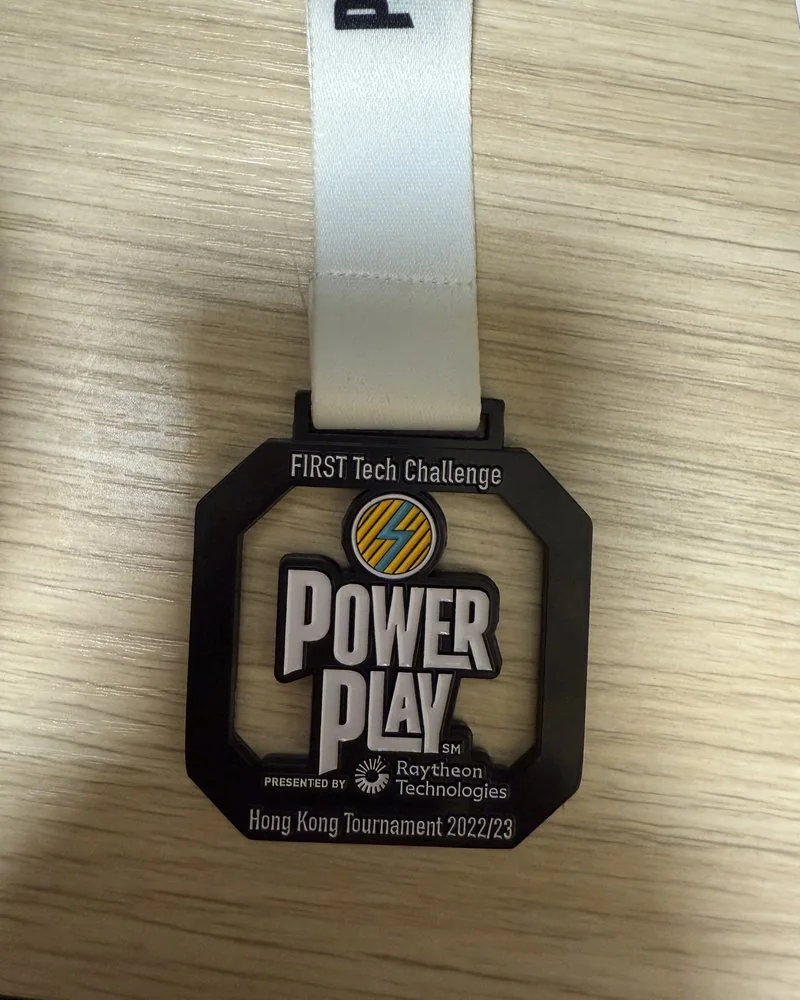 P
FIRST Tech Challenge
POWER
PLAY SM
PRESENTED BY Raytheon
Technologies
Hong Kong Tournament 2022/23